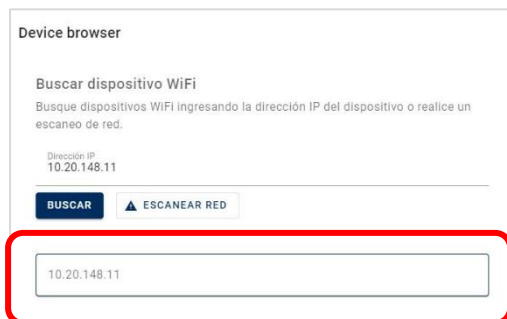 Device browser
Buscar dispositivo WiFi
Busque dispositivos WiFi ingresando la dirección IP del dispositivo o realice un
escaneo de red.
Dirección IP
10.20.148.11
BUSCAR ESCANEAR RED
10.20.148.11